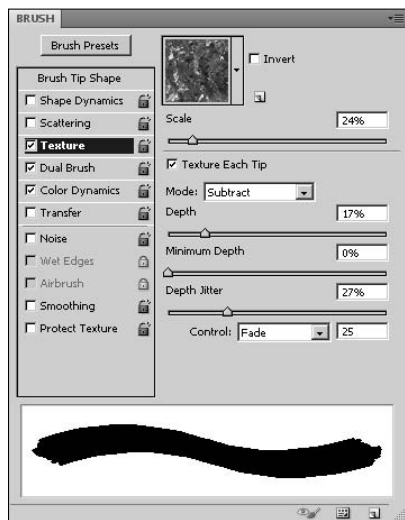 BRUSH
Brush Presets
Brush Tip Shape
Shape Dynamics
Scattering
Texture
Dual Brush
Color Dynamics
Transfer
Noise
Wet Edges
Airbrush
Smoothing
Protect Texture
Invert
Scale 24%
Texture Each Tip
Mode: Subtract
Depth 17%
Minimum Depth 0%
Depth Jitter 27%
Control: Fade 25